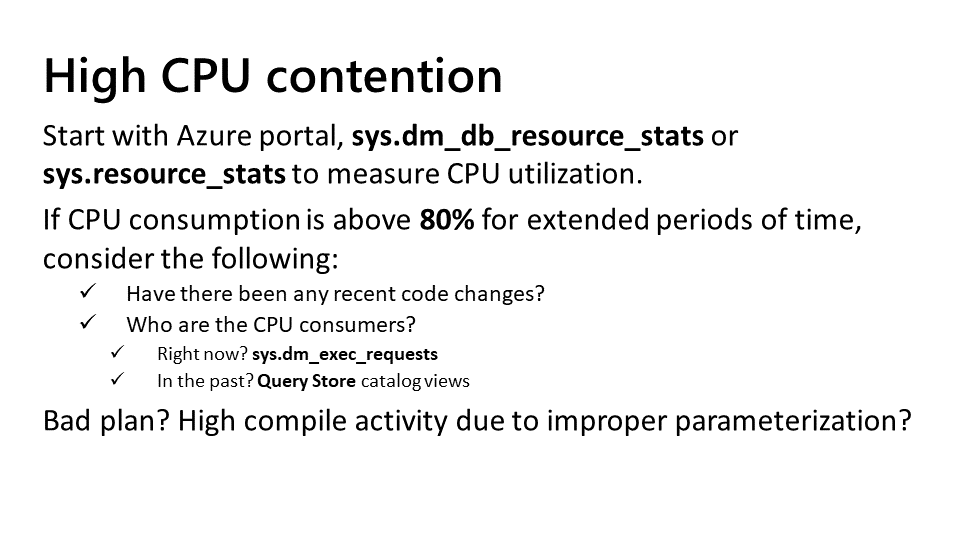 High CPU contention
Start with Azure portal, sys.dm_db_resource_stats or
sys.resource_stats to measure CPU utilization.
If CPU consumption is above 80% for extended periods of time,
consider the following:
✓ Have there been any recent code changes?
✓ Who are the CPU consumers?
✓ Right now? sys.dm_exec_requests
✓ In the past? Query Store catalog views
Bad plan? High compile activity due to improper parameterization?